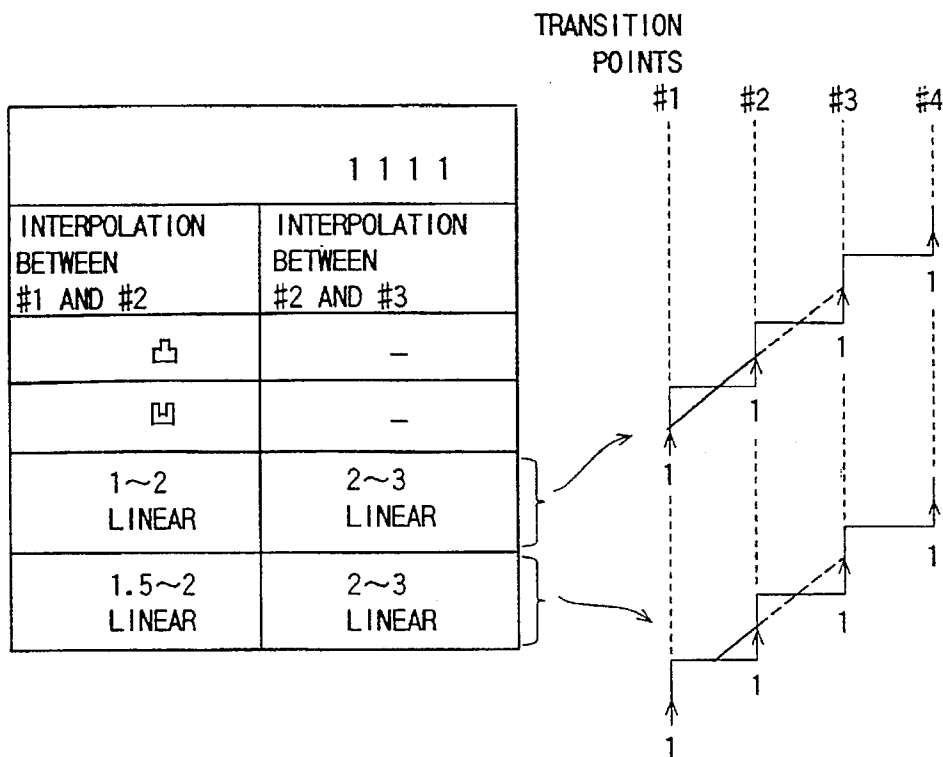 TRANSITION
POINTS
#1 #2 #3 #4
1 1 1 1
INTERPOLATION
BETWEEN
#1 AND #2
INTERPOLATION
BETWEEN
#2 AND #3
凸 –
凹 –
1~2
LINEAR
2~3
LINEAR
1.5~2
LINEAR
2~3
LINEAR
1
1
1
1
1
1
1
1